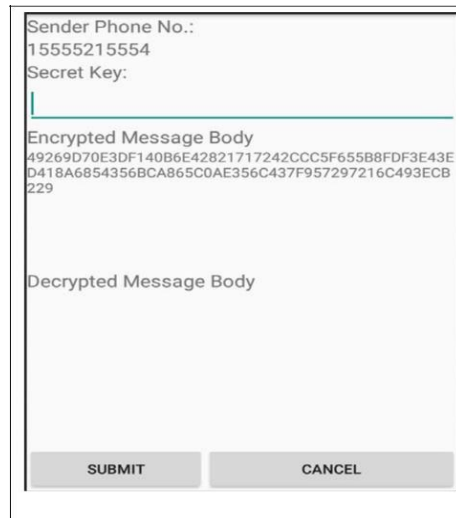 Sender Phone No.:
15555215554
Secret Key:
Encrypted Message Body
49269D70E3DF140B6E42821717242CCC5F655B8FDF3E43E
D418A6854356BCA865C0AE356C437F957297216C493ECB
229
Decrypted Message Body
SUBMIT CANCEL